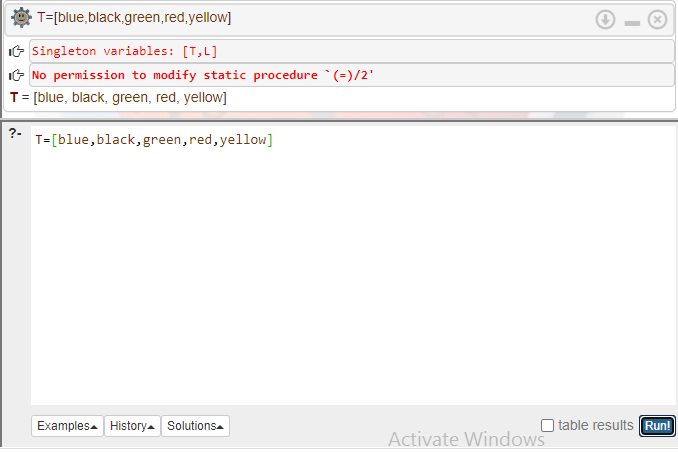 T=[blue,black,green,red,yellow]
Singleton variables: [T,L]
No permission to modify static procedure `(=)/2'
T = [blue, black, green, red, yellow]
?- T=[blue,black,green,red,yellow]
Examples History Solutions table results Run!
Activate Windows